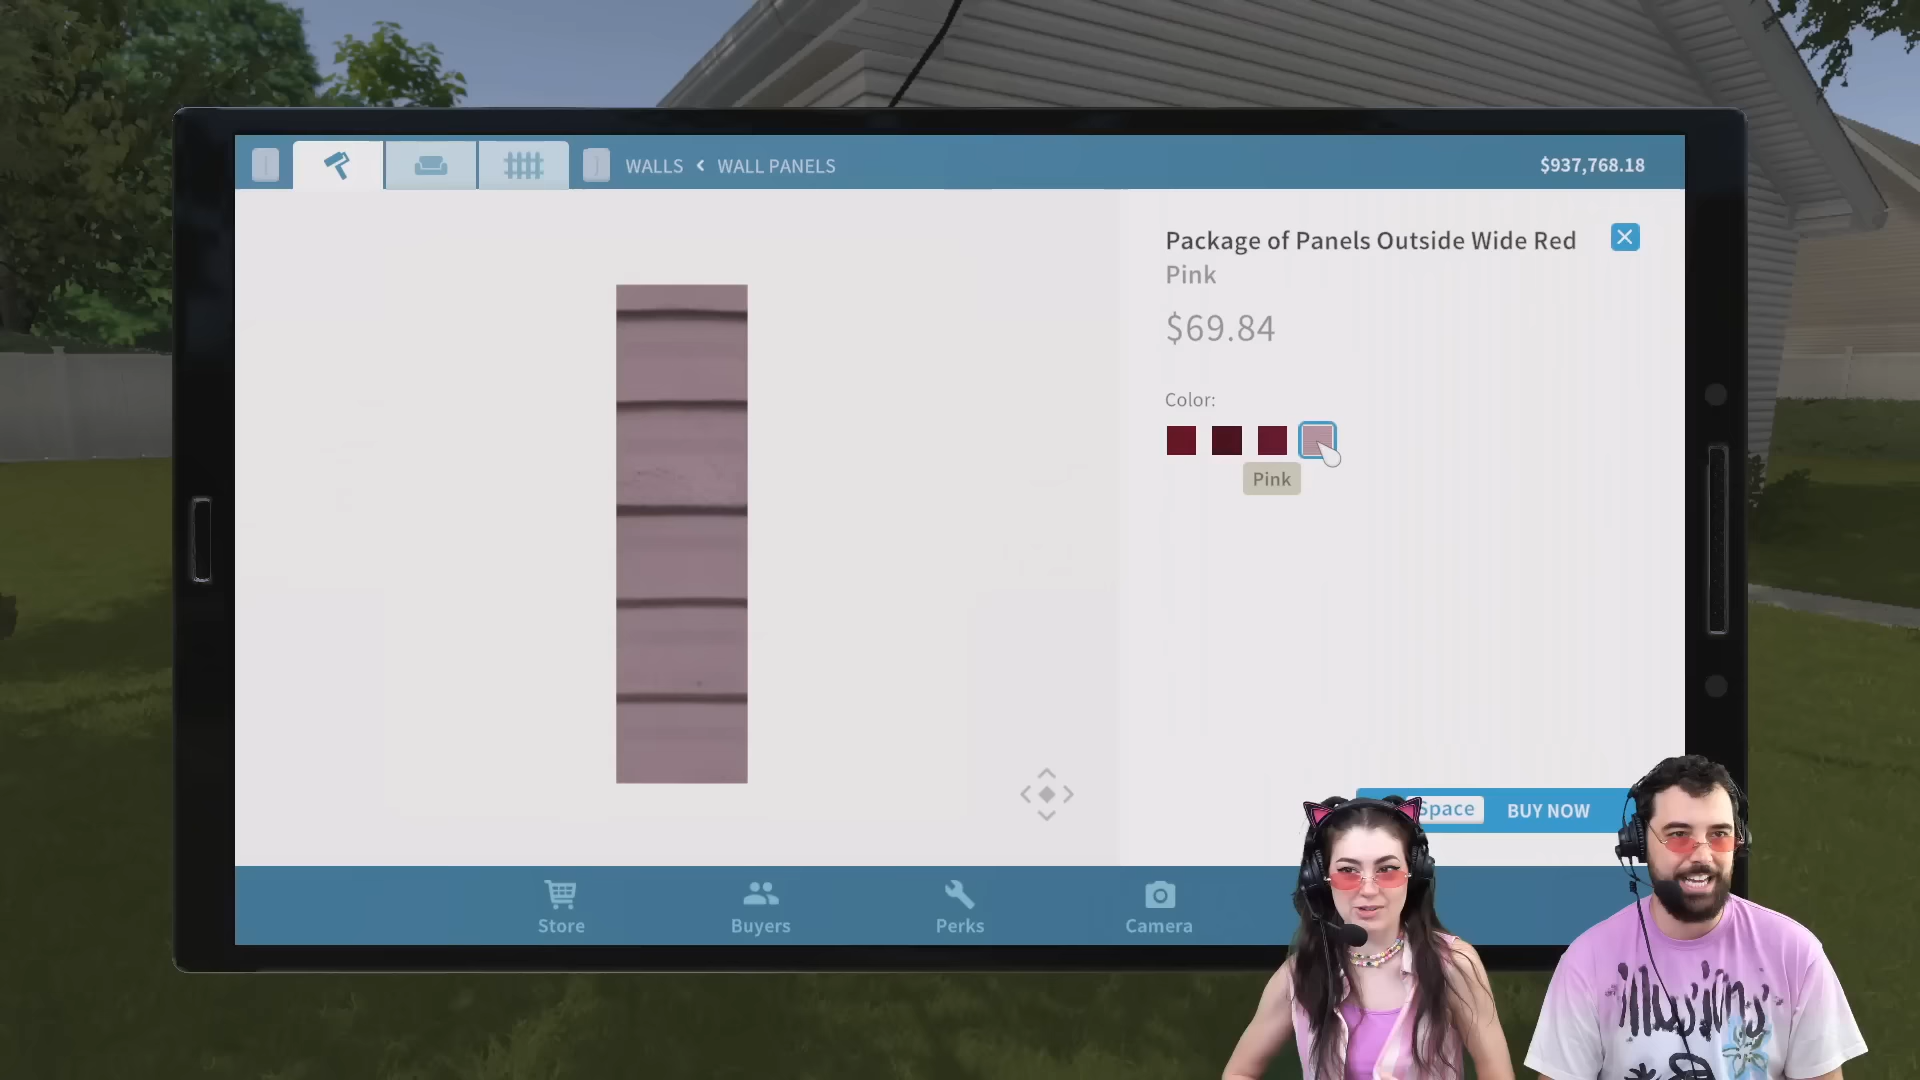 WALLS < WALL PANELS
$937,768.18
Package of Panels Outside Wide Red
Pink
$69.84
Color:
Pink
Space BUY NOW
Store
Buyers
Perks
Camera
illusions